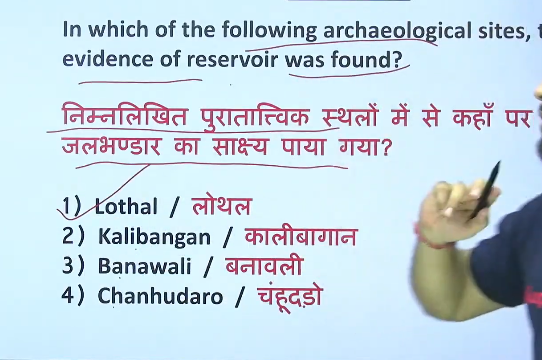 In which of the following archaeological sites,
evidence of reservoir was found?
निम्नलिखित पुरातात्त्विक स्थलों में से कहाँ पर
जलभण्डार का साक्ष्य पाया गया?
1) Lothal / लोथल
2) Kalibangan / कालीबागान
3) Banawali / बनावली
4) Chanhudaro / चंहूदड़ो